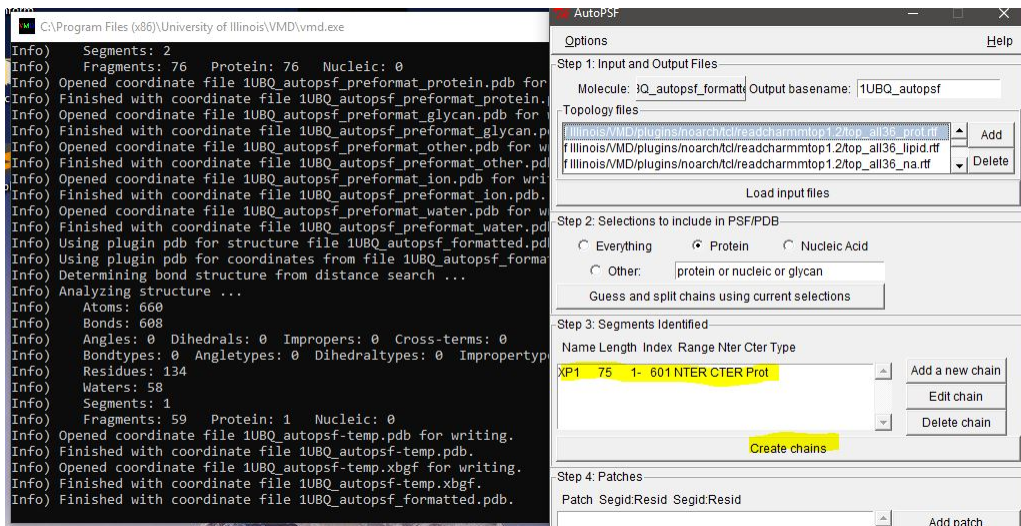 C:\Program Files (x86)\University of Illinois\VMD\vmd.exe
Info) Segments: 2
Info) Fragments: 76 Protein: 76 Nucleic: 0
Info) Opened coordinate file 1UBQ_autopsf_preformat_protein.pdb for
Info) Finished with coordinate file 1UBQ_autopsf_preformat_protein.
Info) Opened coordinate file 1UBQ_autopsf_preformat_glycan.pdb for
Info) Finished with coordinate file 1UBQ_autopsf_preformat_glycan.p
Info) Opened coordinate file 1UBQ_autopsf_preformat_other.pdb for w
Info) Finished with coordinate file 1UBQ_autopsf_preformat_other.pd
Info) Opened coordinate file 1UBQ_autopsf_preformat_ion.pdb for wri
Info) Finished with coordinate file 1UBQ_autopsf_preformat_ion.pdb.
Info) Opened coordinate file 1UBQ_autopsf_preformat_water.pdb for w
Info) Finished with coordinate file 1UBQ_autopsf_preformat_water.pd
Info) Using plugin pdb for structure file 1UBQ_autopsf_formatted.pd
Info) Using plugin pdb for coordinates from file 1UBQ_autopsf_forma
Info) Determining bond structure from distance search ...
Info) Analyzing structure ...
Info) Atoms: 660
Info) Bonds: 608
Info) Angles: 0 Dihedrals: 0 Impropers: 0 Cross-terms: 0
Info) Bondtypes: 0 Angletypes: 0 Dihedraltypes: 0 Impropertyp
Info) Residues: 134
Info) Waters: 58
Info) Segments: 1
Info) Fragments: 59 Protein: 1 Nucleic: 0
Info) Opened coordinate file 1UBQ_autopsf-temp.pdb for writing.
Info) Finished with coordinate file 1UBQ_autopsf-temp.pdb.
Info) Opened coordinate file 1UBQ_autopsf-temp.xbgf for writing.
Info) Finished with coordinate file 1UBQ_autopsf-temp.xbgf.
Info) Finished with coordinate file 1UBQ_autopsf_formatted.pdb.
AutoPSF
Options Help
Step 1: Input and Output Files
Molecule: Q_autopsf_formatt Output basename: 1UBQ_autopsf
Topology files
f Illinois/VMD/plugins/noarch/tcl/readcharmmtop1.2/top_all36_prot.rtf Add
f Illinois/VMD/plugins/noarch/tcl/readcharmmtop1.2/top_all36_lipid.rtf
f Illinois/VMD/plugins/noarch/tcl/readcharmmtop1.2/top_all36_na.rtf Delete
Load input files
Step 2: Selections to include in PSF/PDB
Everything Protein Nucleic Acid
Other: protein or nucleic or glycan
Guess and split chains using current selections
Step 3: Segments Identified
Name Length Index Range Nter Cter Type
XP1 75 1- 601 NTER CTER Prot
Add a new chain
Edit chain
Delete chain
Create chains
Step 4: Patches
Patch Segid:Resid Segid:Resid
Add patch